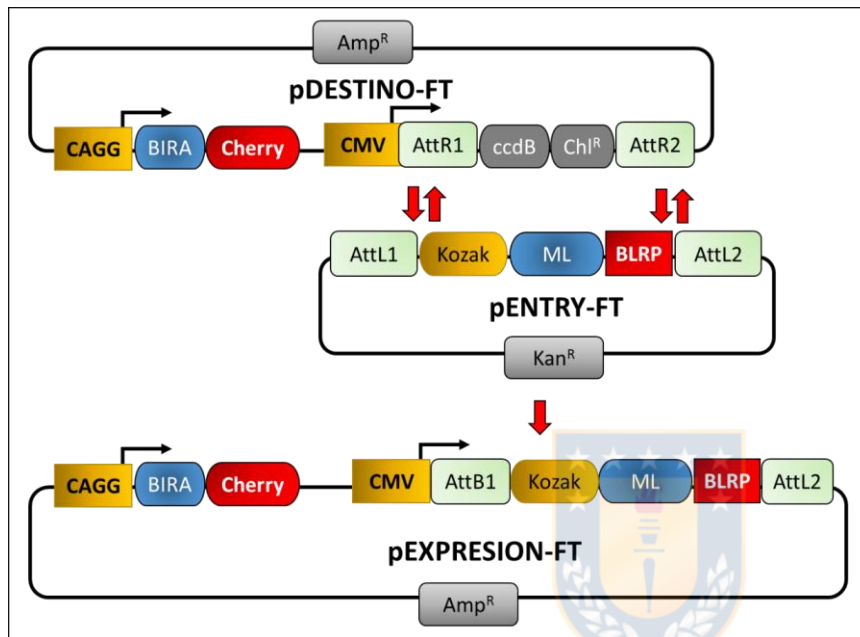 Amp^R
pDESTINO-FT
CAGG BIRA Cherry CMV AttR1 ccdB Chl^R AttR2
AttL1 Kozak ML BLRP AttL2
pENTRY-FT
Kan^R
CAGG BIRA Cherry CMV AttB1 Kozak ML BLRP AttL2
pEXPRESION-FT
Amp^R